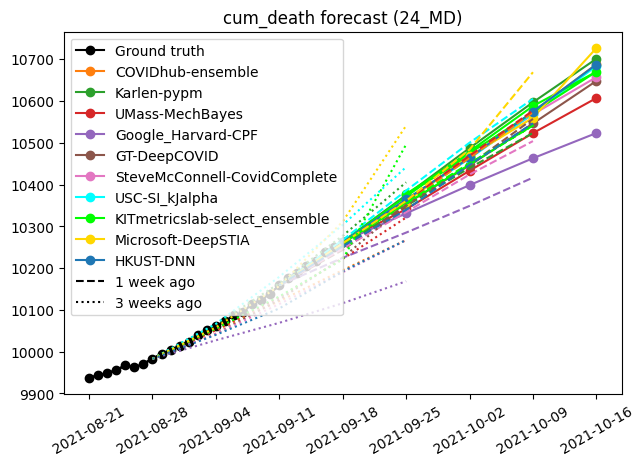 cum_death forecast (24_MD)
10700
10600
10500
10400
10300
10200
10100
10000
9900
Ground truth
COVIDhub-ensemble
Karlen-pypm
UMass-MechBayes
Google_Harvard-CPF
GT-DeepCOVID
SteveMcConnell-CovidComplete
USC-SI_kJalpha
KITmetricslab-select_ensemble
Microsoft-DeepSTIA
HKUST-DNN
1 week ago
3 weeks ago
2021-08-21 2021-08-28 2021-09-04 2021-09-11 2021-09-18 2021-09-25 2021-10-02 2021-10-09 2021-10-16